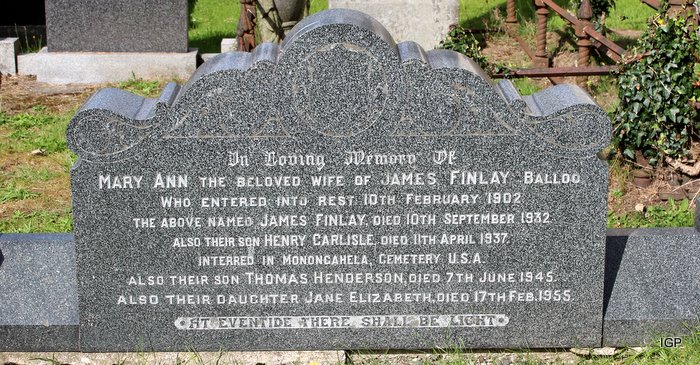 In Loving Memory Of
MARY ANN THE BELOVED WIFE OF JAMES FINLAY BALLOO
WHO ENTERED INTO REST 10TH FEBRUARY 1902
THE ABOVE NAMED JAMES FINLAY, DIED 10TH SEPTEMBER 1932.
ALSO THEIR SON HENRY CARLISLE, DIED 11TH APRIL 1937.
INTERRED IN MONONGAHELA, CEMETERY U.S.A.
ALSO THEIR SON THOMAS HENDERSON, DIED 7TH JUNE 1945.
ALSO THEIR DAUGHTER JANE ELIZABETH, DIED 17TH FEB. 1955.
AT EVENTIDE THERE SHALL BE LIGHT
IGP